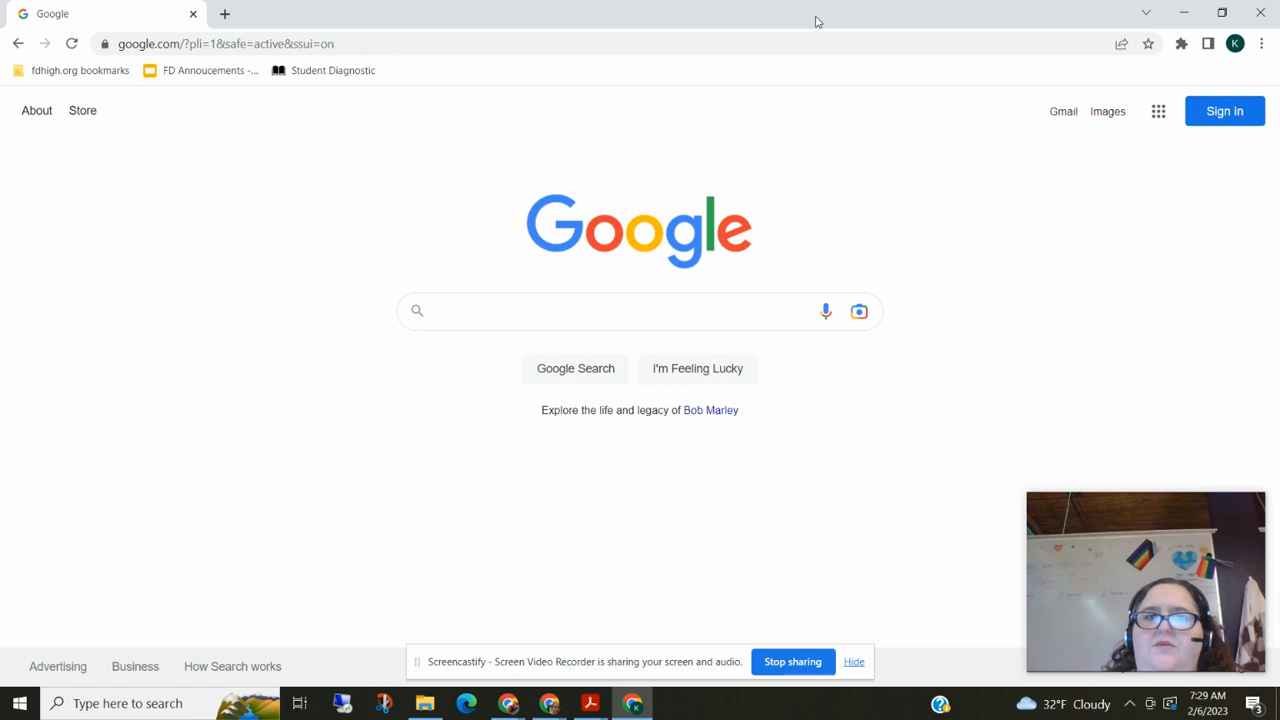 Google
google.com/?pli=1&safe=active&ssui=on
K
fdhigh.org bookmarks
FD Annoucements -...
Student Diagnostic
About
Store
Gmail
Images
Sign in
Google
Google Search
I'm Feeling Lucky
Explore the life and legacy of Bob Marley
Advertising
Business
How Search works
Screencastify - Screen Video Recorder is sharing your screen and audio.
Stop sharing
Hide
Type here to search
32°F Cloudy
7:29 AM
2/6/2023
3